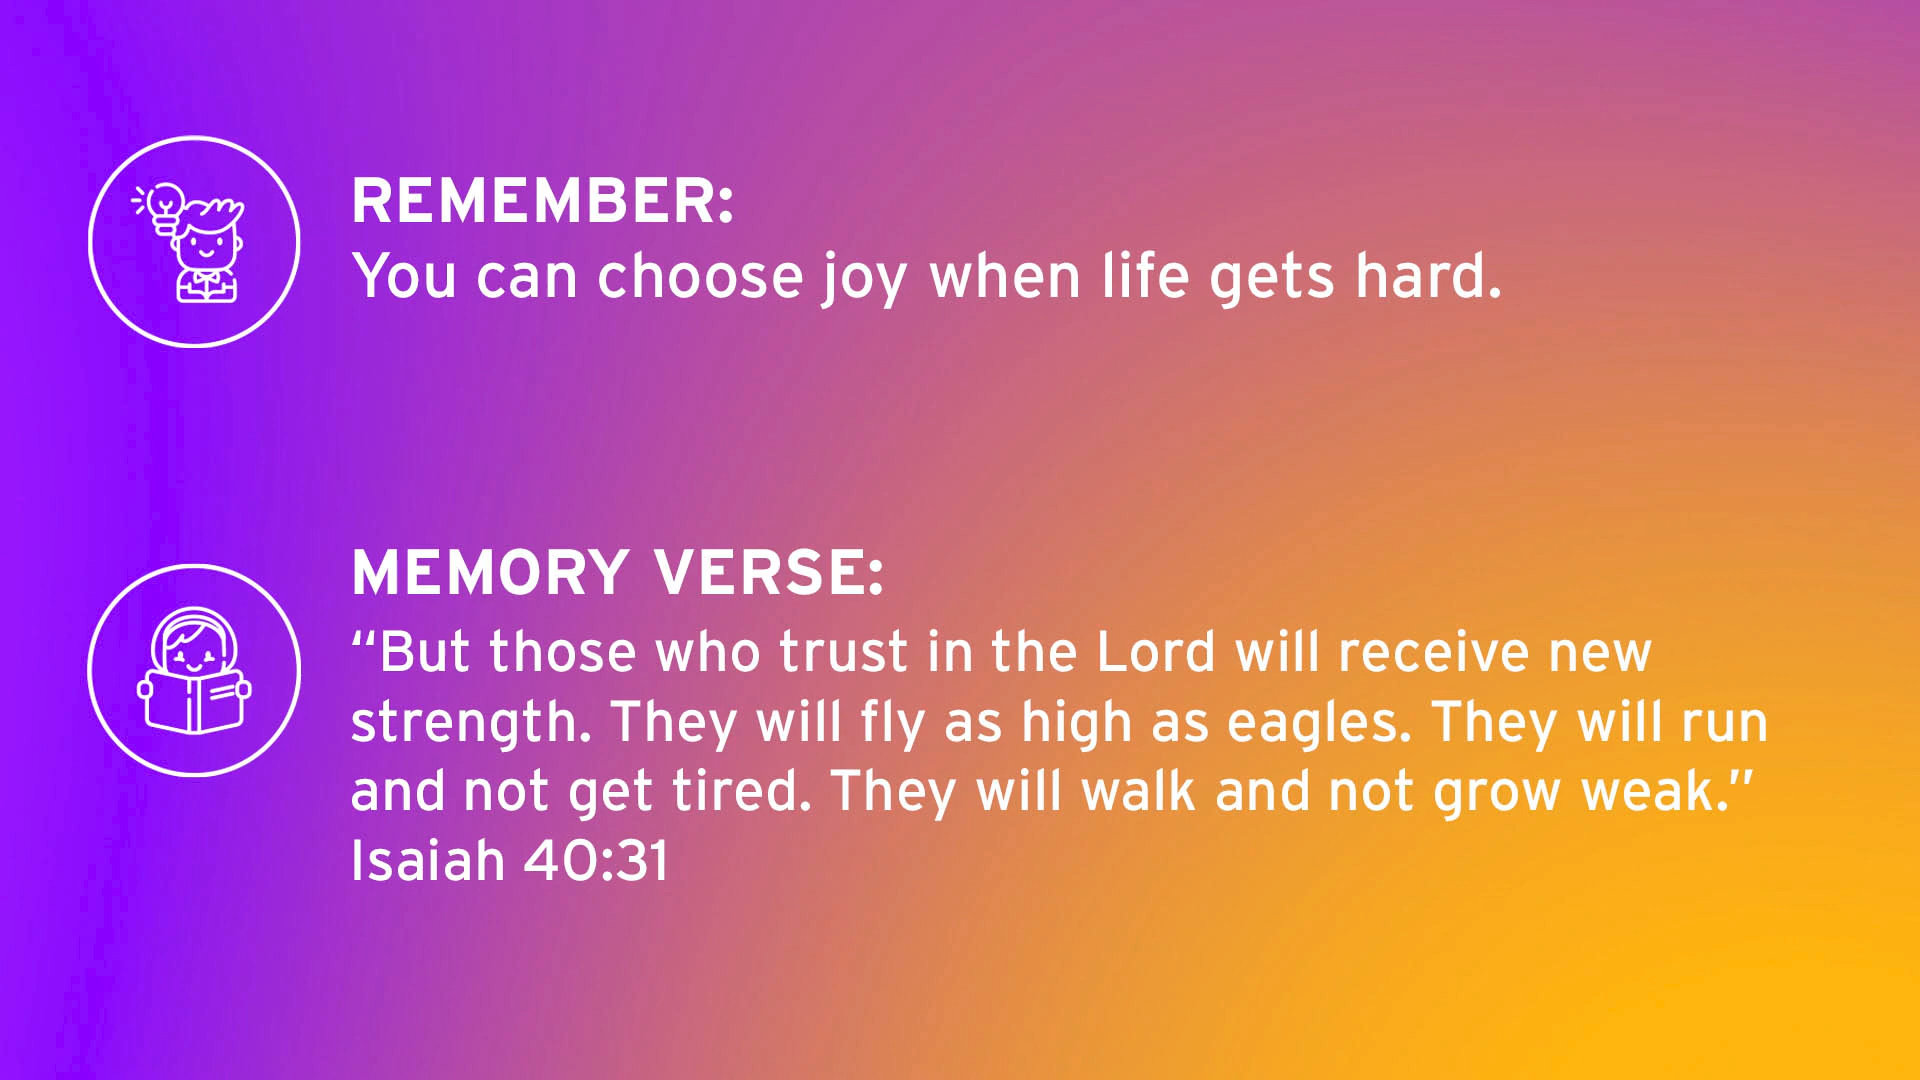 REMEMBER:
You can choose joy when life gets hard.
MEMORY VERSE:
“But those who trust in the Lord will receive new
strength. They will fly as high as eagles. They will run
and not get tired. They will walk and not grow weak.”
Isaiah 40:31